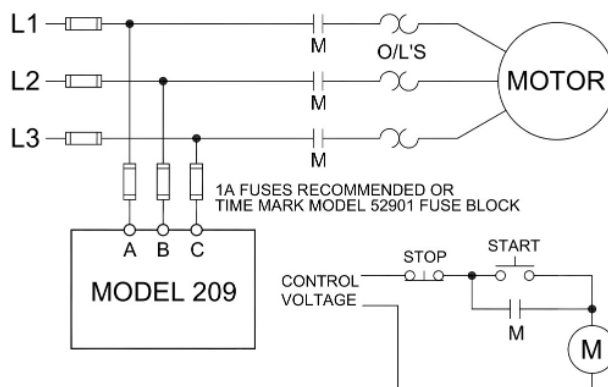 L1
M
O/L'S
L2
M
MOTOR
L3
M
1A FUSES RECOMMENDED OR
TIME MARK MODEL 52901 FUSE BLOCK
A B C
MODEL 209
CONTROL
VOLTAGE
STOP
START
M
M